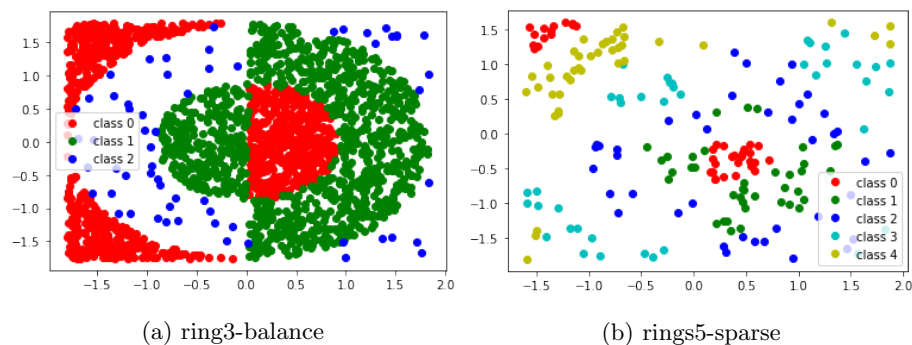 1.5
1.0
0.5
0.0
−0.5
−1.0
−1.5
−1.5 −1.0 −0.5 0.0 0.5 1.0 1.5 2.0
class 0
class 1
class 2
(a) ring3-balance
1.5
1.0
0.5
0.0
−0.5
−1.0
−1.5
−1.5 −1.0 −0.5 0.0 0.5 1.0 1.5 2.0
class 0
class 1
class 2
class 3
class 4
(b) rings5-sparse